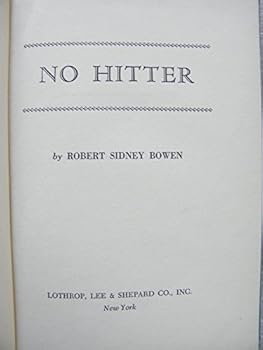 NO HITTER
by ROBERT SIDNEY BOWEN
LOTHROP, LEE & SHEPARD CO., INC.
New York